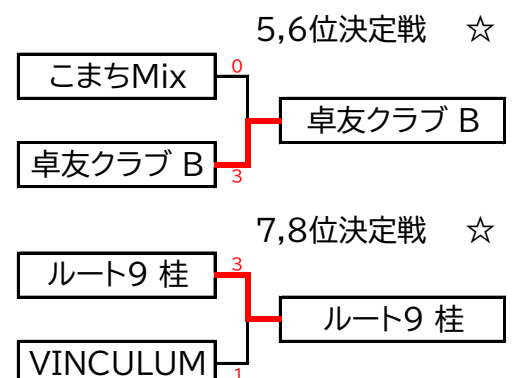 5,6位決定戦 ☆
こまちMix
0
卓友クラブ B
卓友クラブ B
3
7,8位決定戦 ☆
ルート9 桂
3
ルート9 桂
VINCULUM
1